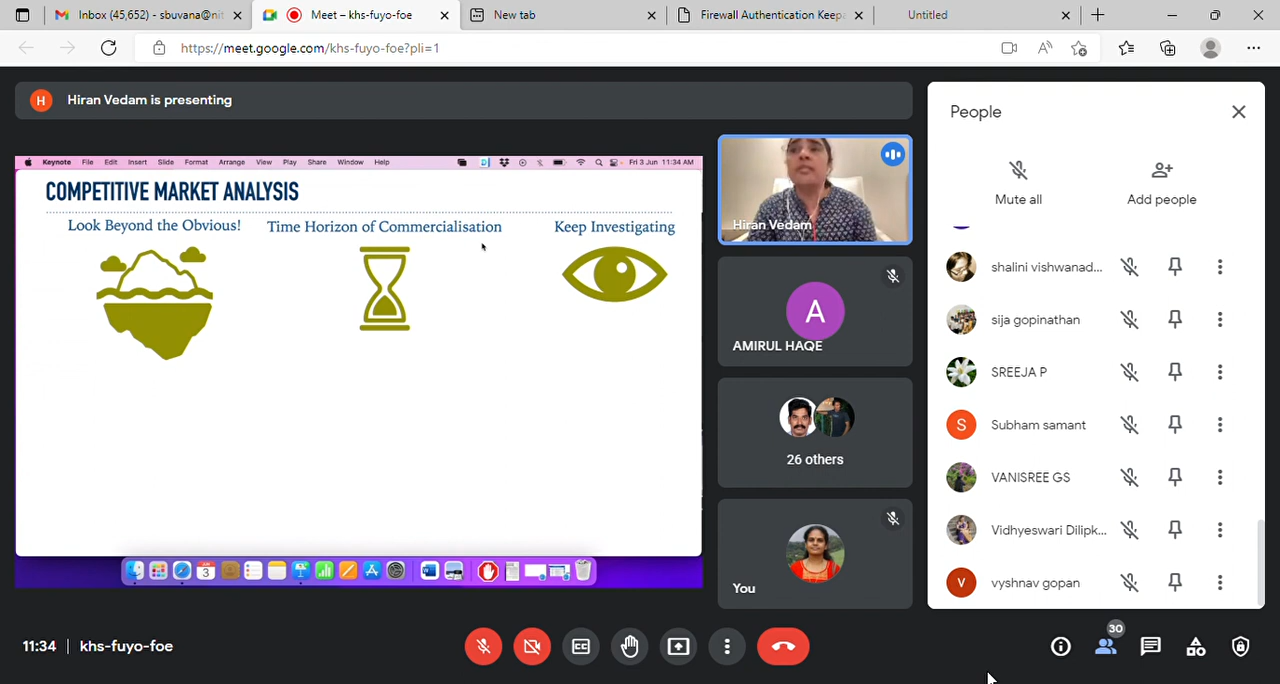 Inbox (45,652) - sbuvana@nit
Meet – khs-fuyo-foe
New tab
Firewall Authentication Keepa
Untitled
https://meet.google.com/khs-fuyo-foe?pli=1
H Hiran Vedam is presenting
Keynote File Edit Insert Slide Format Arrange View Play Share Window Help Fri 3 Jun 11:34 AM
COMPETITIVE MARKET ANALYSIS
Look Beyond the Obvious!
Time Horizon of Commercialisation
Keep Investigating
3
Hiran Vedam
A
AMIRUL HAQE
26 others
You
People
Mute all
Add people
shalini vishwanad...
sija gopinathan
SREEJA P
S Subham samant
VANISREE GS
Vidhyeswari Dilipk...
V vyshnav gopan
11:34 | khs-fuyo-foe
30